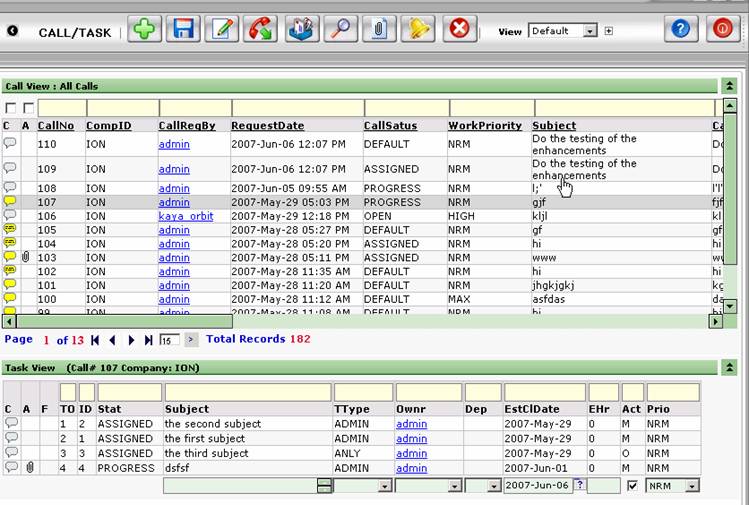 CALL/TASK View Default
Call View : All Calls
C A CallNo CompID CallReqBy RequestDate CallSatus WorkPriority Subject Ca
110 ION admin 2007-Jun-06 12:07 PM DEFAULT NRM Do the testing of the enhancements Do
109 ION admin 2007-Jun-06 12:07 PM ASSIGNED NRM Do the testing of the enhancements Do
108 ION admin 2007-Jun-05 09:55 AM PROGRESS NRM l;' l'l'
107 ION admin 2007-May-29 05:03 PM PROGRESS NRM gjf fjf
106 ION kaya_orbit 2007-May-29 12:18 PM OPEN HIGH kljl kl
105 ION admin 2007-May-28 05:27 PM DEFAULT NRM gf gf
104 ION admin 2007-May-28 05:20 PM ASSIGNED NRM hi hi
103 ION admin 2007-May-28 05:11 PM ASSIGNED NRM www
102 ION admin 2007-May-28 11:35 AM DEFAULT NRM hi hi
101 ION admin 2007-May-28 11:20 AM DEFAULT NRM jhgkjgkj
100 ION admin 2007-May-28 11:12 AM DEFAULT MAX asfdas da
99 ION admin 2007-May-28 11:08 AM DEFAULT NRM hi hi
Page 1 of 13 15 > Total Records 182
Task View (Call# 107 Company: ION)
C A F TO ID Stat Subject TType Ownr Dep EstClDate EHr Act Prio
1 2 ASSIGNED the second subject ADMIN admin 2007-May-29 0 M NRM
2 1 ASSIGNED the first subject ADMIN admin 2007-May-29 0 M NRM
3 3 ASSIGNED the third subject ANLY admin 2007-May-29 0 O NRM
4 4 PROGRESS dsfsf ADMIN admin 2007-Jun-01 0 M NRM
2007-Jun-06 ? NRM